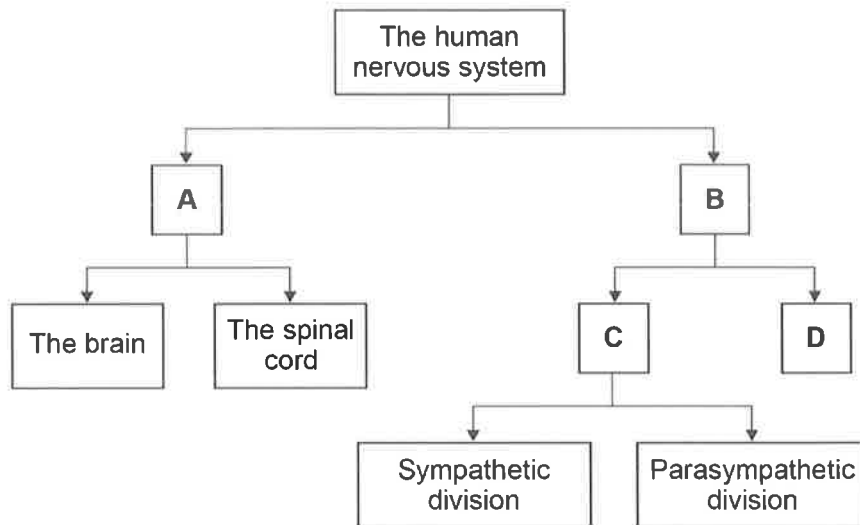 The human
nervous system
A
B
The brain
The spinal
cord
C
D
Sympathetic
division
Parasympathetic
division